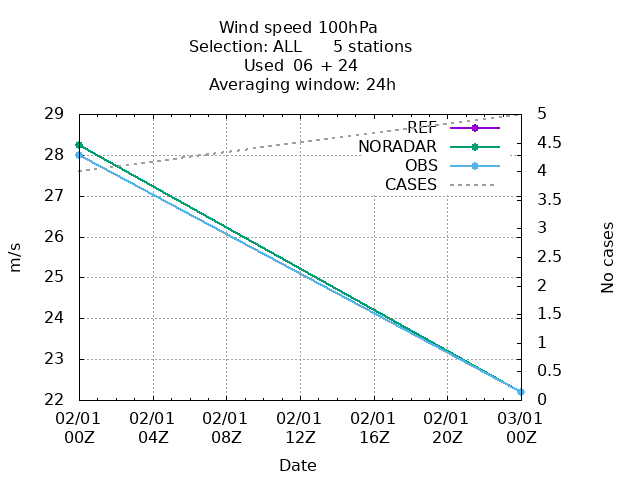 Wind speed 100hPa
Selection: ALL 5 stations
Used 06 + 24
Averaging window: 24h
29 5
REF
4.5
NORADAR
28 4
OBS
CASES
27 3.5
3
26
2.5
m/s No cases
25 2
24 1.5
1
23
0.5
22 0
02/01 02/01 02/01 02/01 02/01 02/01 03/01
00Z 04Z 08Z 12Z 16Z 20Z 00Z
Date